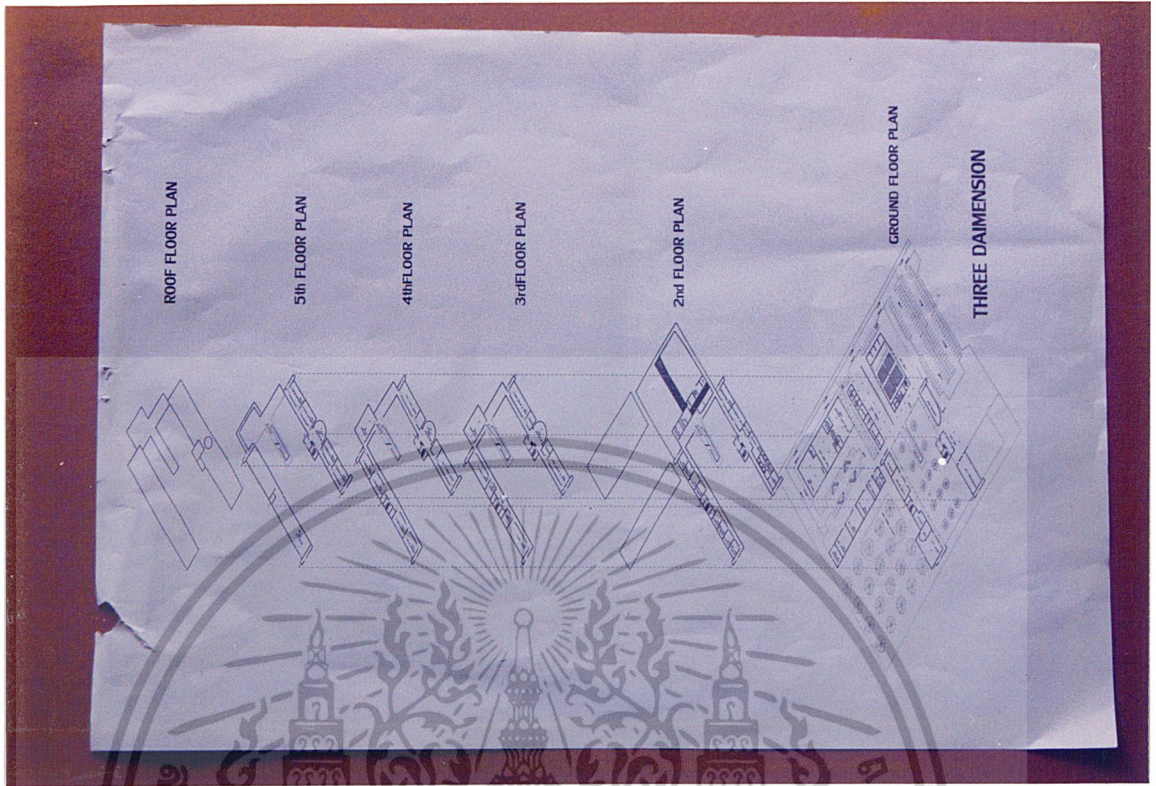 ROOF FLOOR PLAN
5th FLOOR PLAN
4thFLOOR PLAN
3rdFLOOR PLAN
2nd FLOOR PLAN
GROUND FLOOR PLAN
THREE DAIMENSION